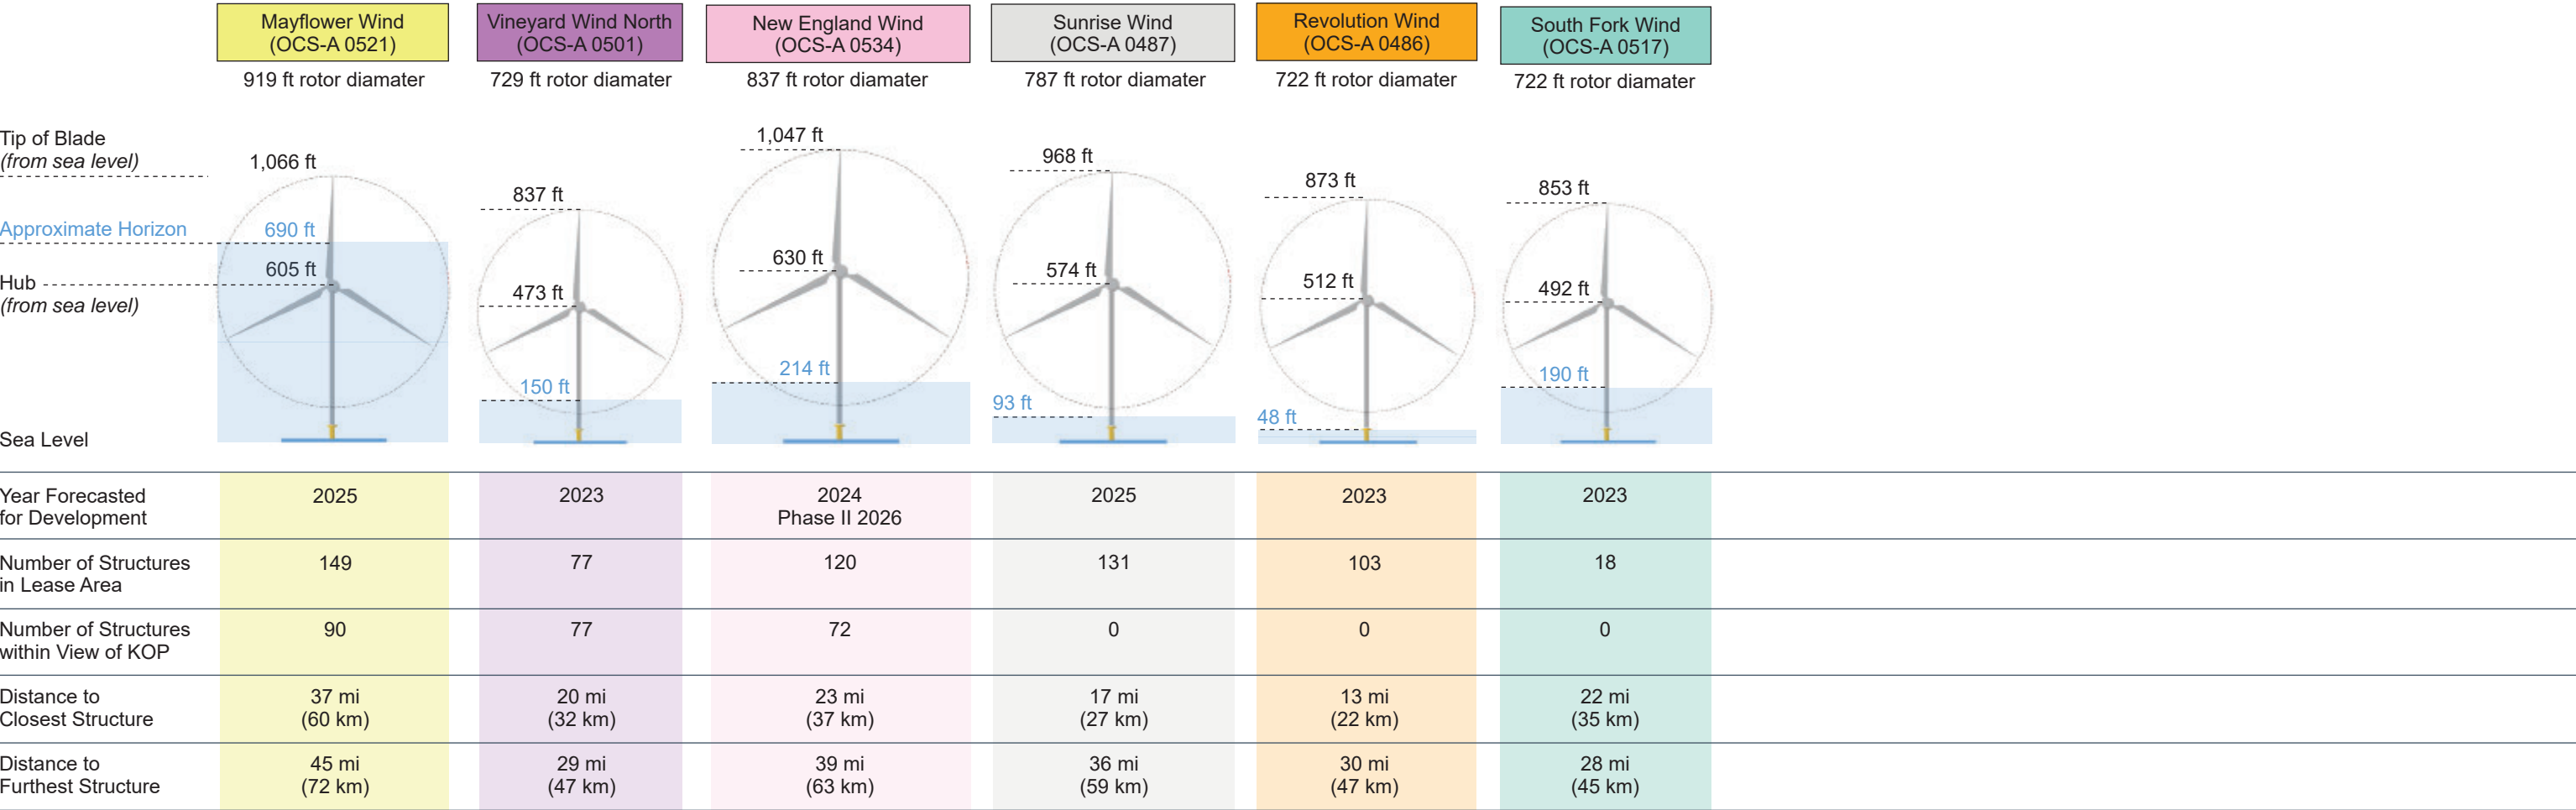 Mayflower Wind
(OCS-A 0521)
Vineyard Wind North
(OCS-A 0501)
New England Wind
(OCS-A 0534)
Sunrise Wind
(OCS-A 0487)
Revolution Wind
(OCS-A 0486)
South Fork Wind
(OCS-A 0517)
919 ft rotor diamater
729 ft rotor diamater
837 ft rotor diamater
787 ft rotor diamater
722 ft rotor diamater
722 ft rotor diamater
Tip of Blade
(from sea level)
1,066 ft
837 ft
1,047 ft
968 ft
873 ft
853 ft
Approximate Horizon
690 ft
Hub
(from sea level)
605 ft
473 ft
630 ft
574 ft
512 ft
492 ft
150 ft
214 ft
93 ft
48 ft
190 ft
Sea Level
Year Forecasted
for Development
2025
2023
2024
Phase II 2026
2025
2023
2023
Number of Structures
in Lease Area
149
77
120
131
103
18
Number of Structures
within View of KOP
90
77
72
0
0
0
Distance to
Closest Structure
37 mi
(60 km)
20 mi
(32 km)
23 mi
(37 km)
17 mi
(27 km)
13 mi
(22 km)
22 mi
(35 km)
Distance to
Furthest Structure
45 mi
(72 km)
29 mi
(47 km)
39 mi
(63 km)
36 mi
(59 km)
30 mi
(47 km)
28 mi
(45 km)